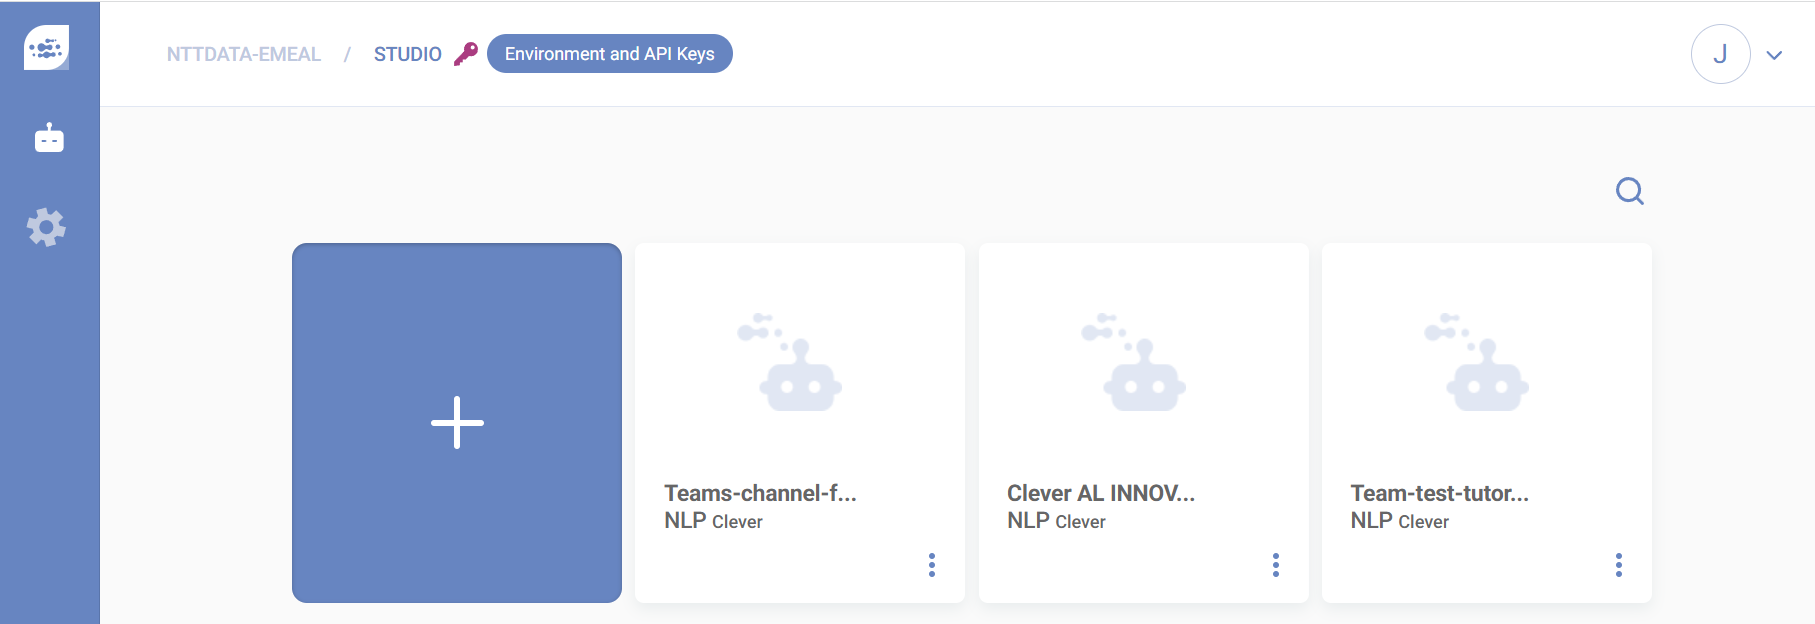 NTTDATA-EMEAL / STUDIO Environment and API Keys
J
Teams-channel-f...
NLP Clever
Clever AL INNOV...
NLP Clever
Team-test-tutor...
NLP Clever